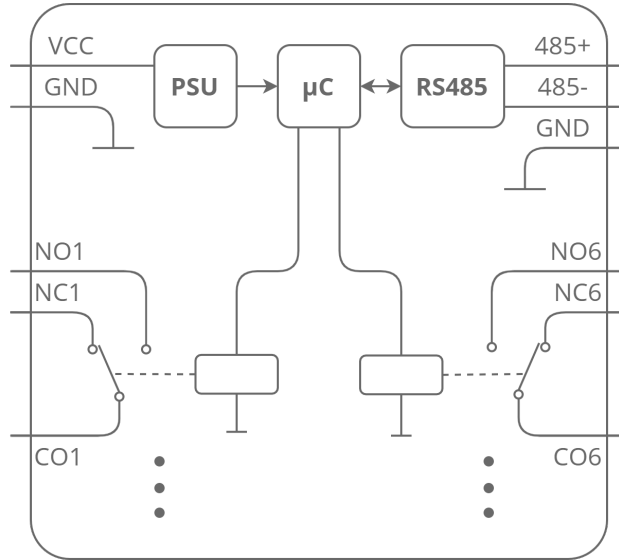 VCC
485+
PSU
µC
RS485
GND
485-
GND
NO1
NO6
NC1
NC6
CO1
CO6